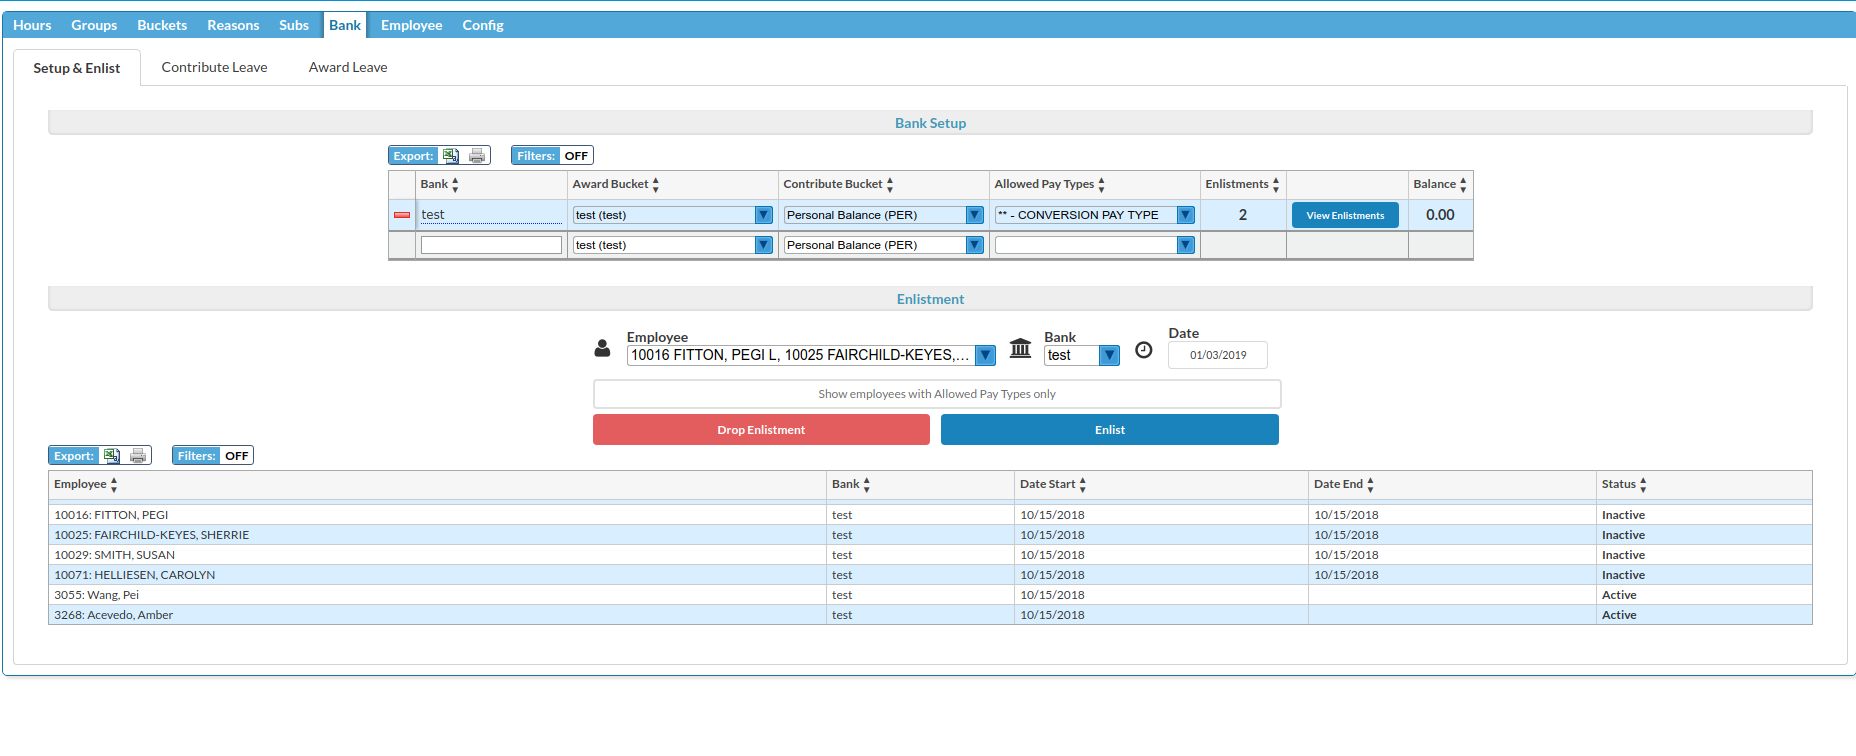 Hours Groups Buckets Reasons Subs Bank Employee Config
Setup & Enlist Contribute Leave Award Leave
Bank Setup
Export: Filters: OFF
Bank Award Bucket Contribute Bucket Allowed Pay Types Enlistments Balance
test test (test) Personal Balance (PER) ** - CONVERSION PAY TYPE 2 View Enlistments 0.00
test (test) Personal Balance (PER)
Enlistment
Employee Bank Date
10016 FITTON, PEGI L, 10025 FAIRCHILD-KEYES,... test 01/03/2019
Show employees with Allowed Pay Types only
Drop Enlistment Enlist
Export: Filters: OFF
Employee Bank Date Start Date End Status
10016: FITTON, PEGI test 10/15/2018 10/15/2018 Inactive
10025: FAIRCHILD-KEYES, SHERRIE test 10/15/2018 10/15/2018 Inactive
10029: SMITH, SUSAN test 10/15/2018 10/15/2018 Inactive
10071: HELLIESEN, CAROLYN test 10/15/2018 10/15/2018 Inactive
3055: Wang, Pei test 10/15/2018 Active
3268: Acevedo, Amber test 10/15/2018 Active